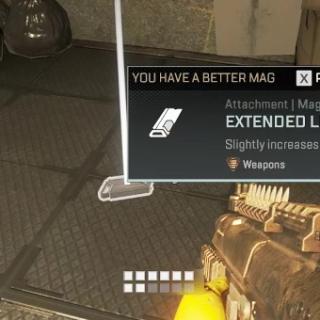 YOU HAVE A BETTER MAG X
Attachment | Mag
EXTENDED L
Slightly increases
Weapons